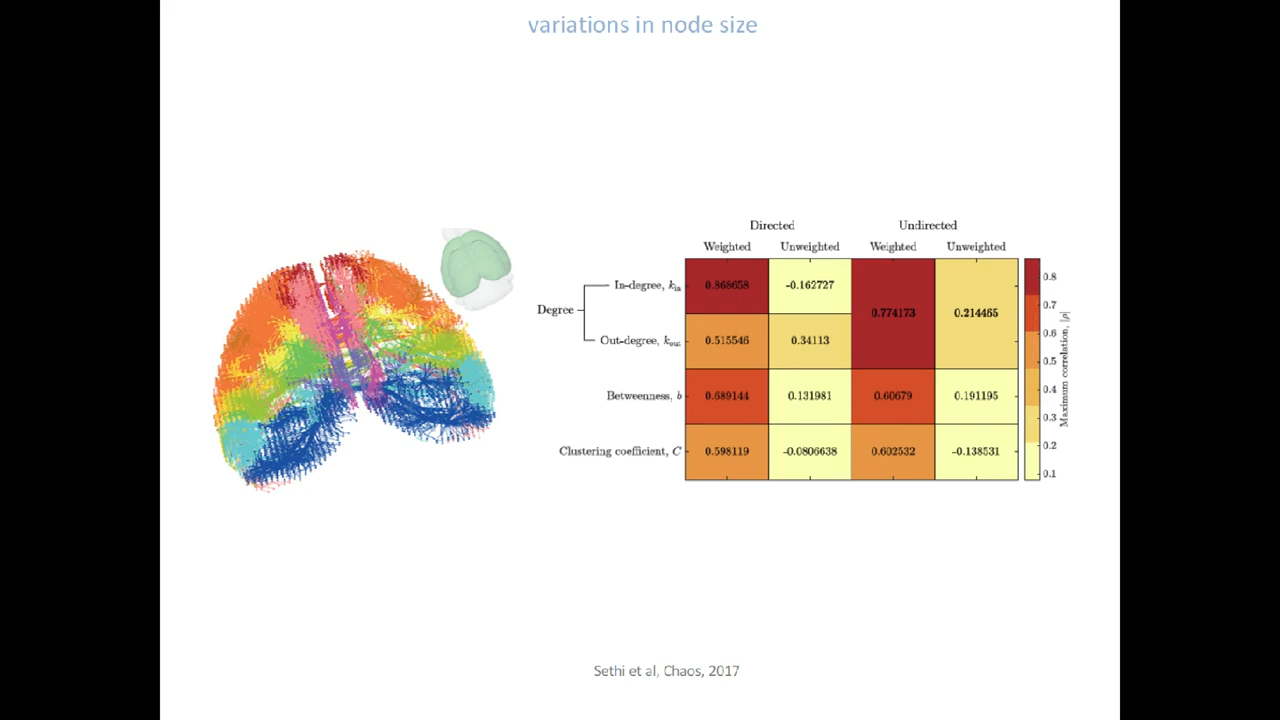 variations in node size
Directed Undirected
Weighted Unweighted Weighted Unweighted
Degree
In-degree, k_in 0.868658 -0.162727 0.774173 0.214465
Out-degree, k_out 0.515546 0.34113
Betweenness, b 0.689144 0.131981 0.60679 0.191195
Clustering coefficient, C 0.598119 -0.0806638 0.602532 -0.138531
0.8
0.7
0.6
0.5
0.4
0.3
0.2
0.1
Maximum correlation, |ρ|
Sethi et al, Chaos, 2017